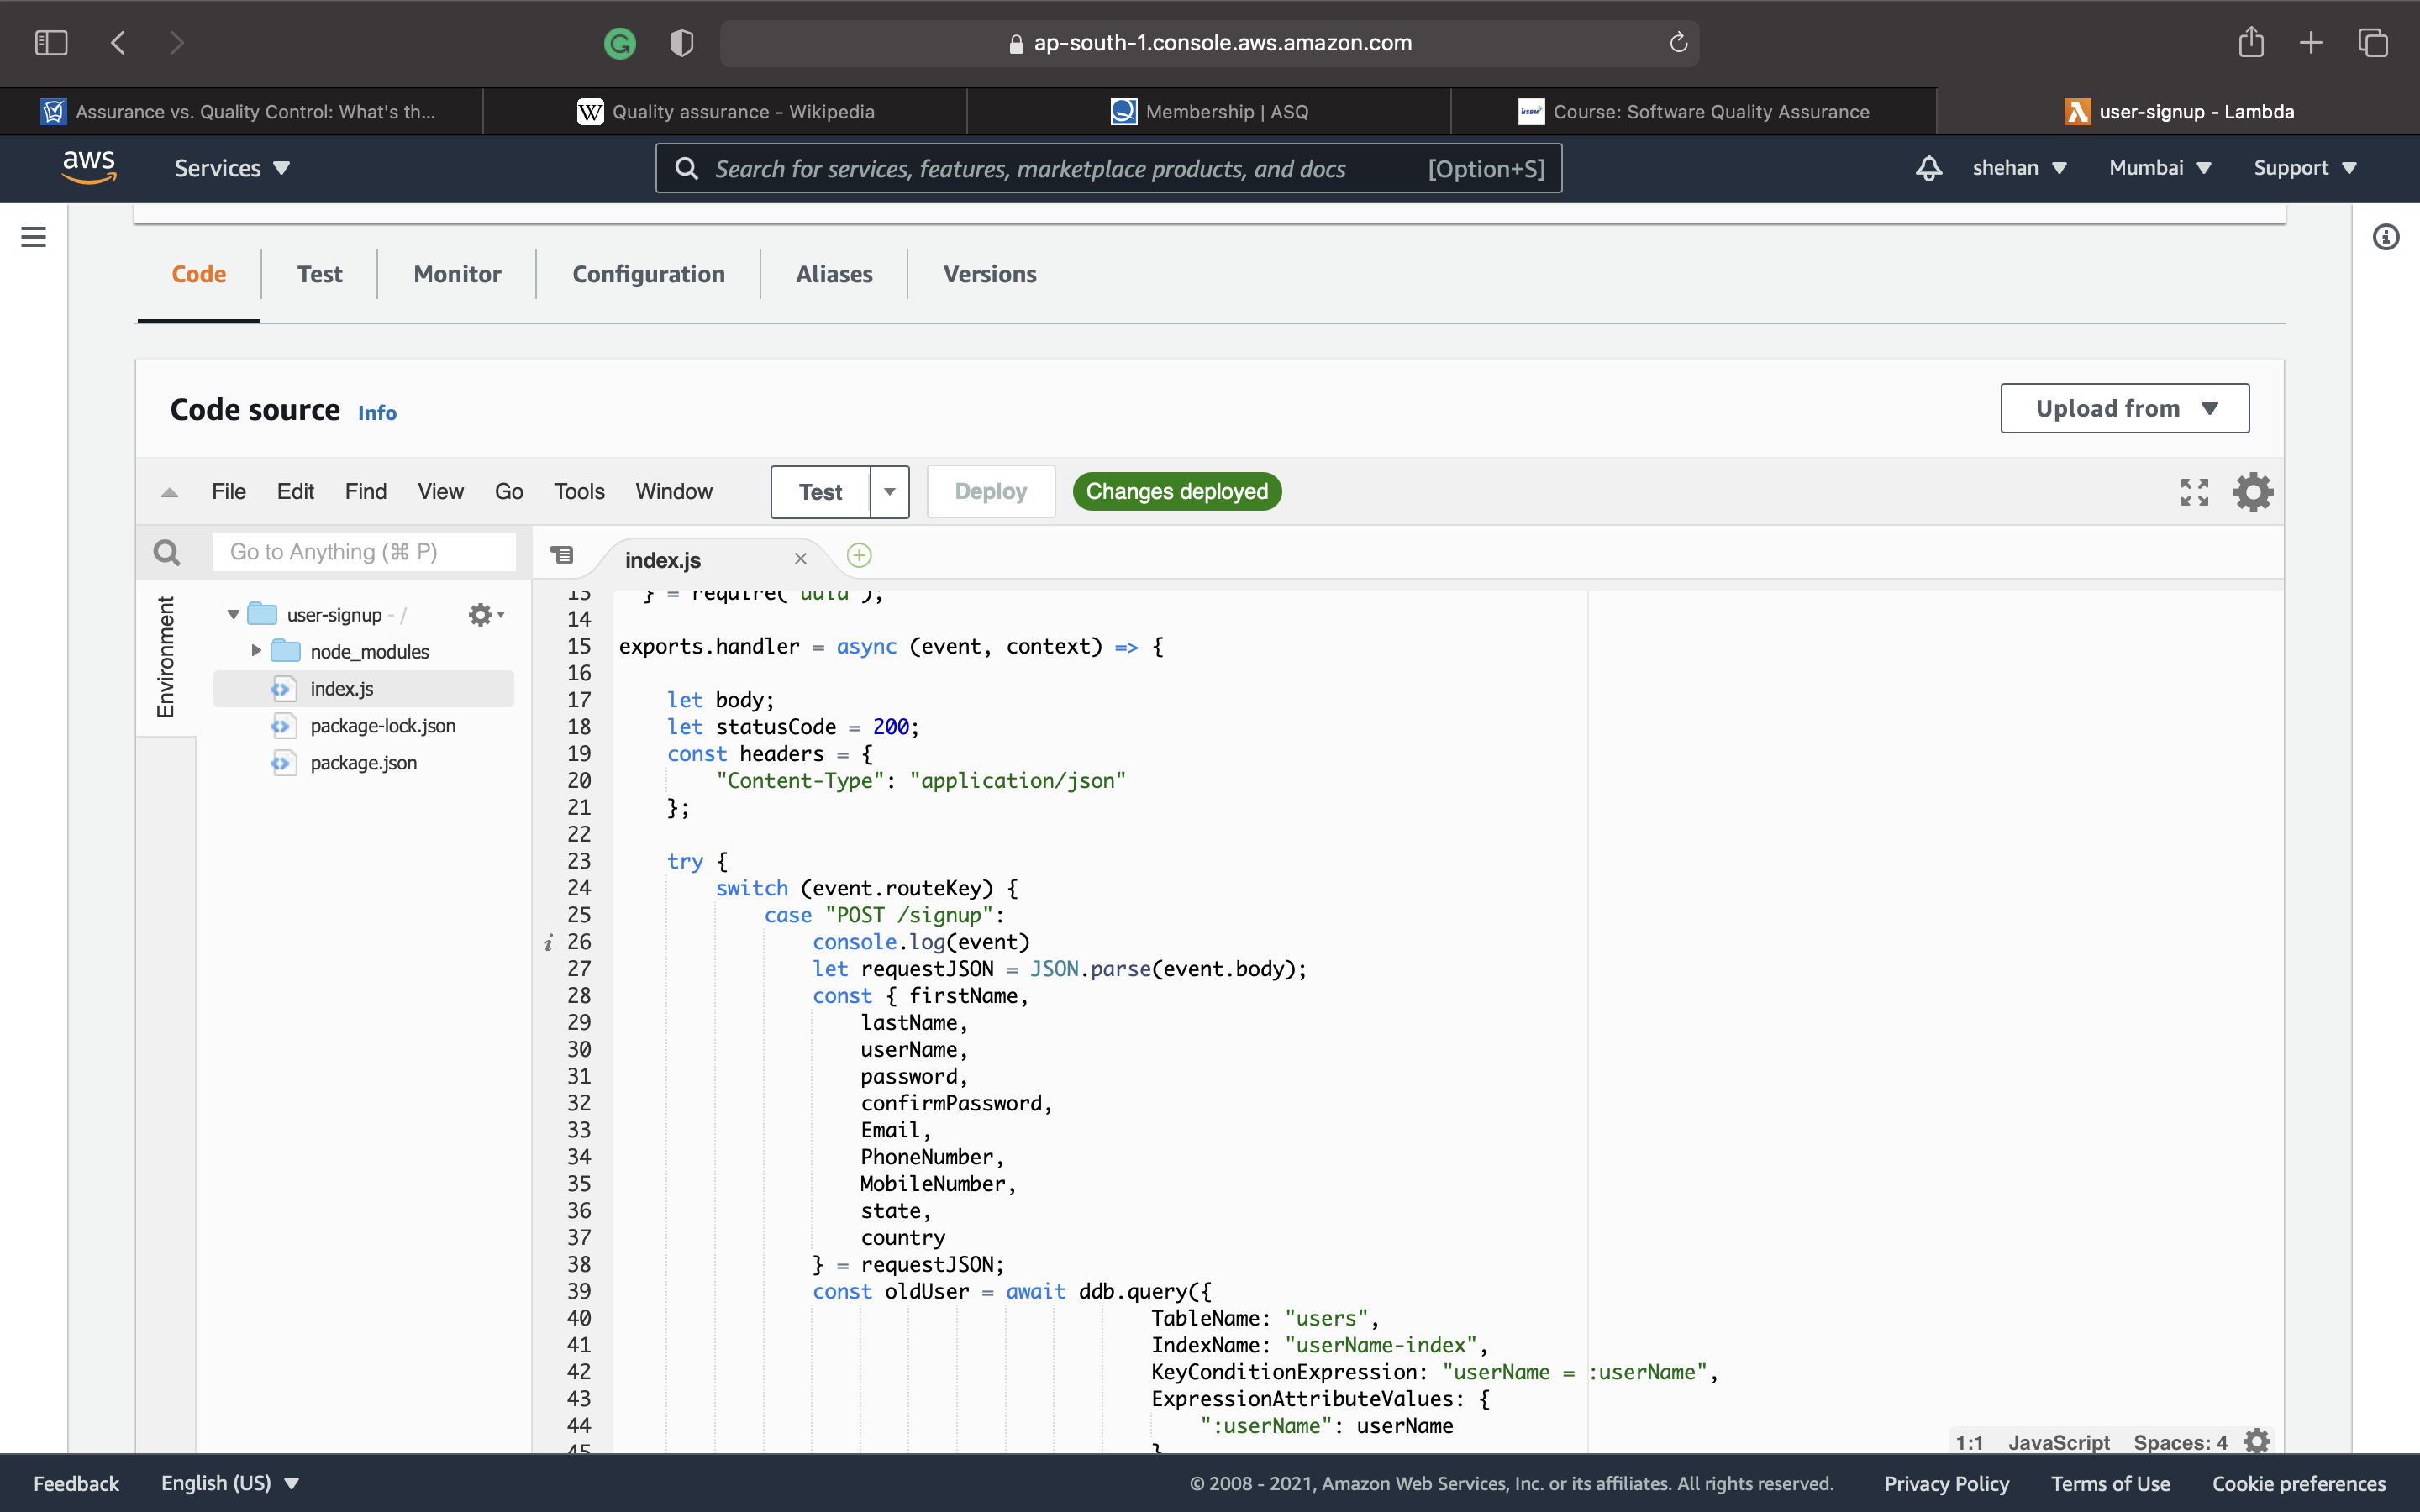 ap-south-1.console.aws.amazon.com
Assurance vs. Quality Control: What's th...
W Quality assurance - Wikipedia
Membership | ASQ
NSBM Course: Software Quality Assurance
user-signup - Lambda
aws Services Search for services, features, marketplace products, and docs [Option+S] shehan Mumbai Support
Code Test Monitor Configuration Aliases Versions
Code source Info Upload from
File Edit Find View Go Tools Window Test Deploy Changes deployed
Go to Anything (⌘ P) index.js
Environment
user-signup - /
node_modules
index.js
package-lock.json
package.json
13 } = require('uuid');
14
15 exports.handler = async (event, context) => {
16
17 let body;
18 let statusCode = 200;
19 const headers = {
20 "Content-Type": "application/json"
21 };
22
23 try {
24 switch (event.routeKey) {
25 case "POST /signup":
i 26 console.log(event)
27 let requestJSON = JSON.parse(event.body);
28 const { firstName,
29 lastName,
30 userName,
31 password,
32 confirmPassword,
33 Email,
34 PhoneNumber,
35 MobileNumber,
36 state,
37 country
38 } = requestJSON;
39 const oldUser = await ddb.query({
40 TableName: "users",
41 IndexName: "userName-index",
42 KeyConditionExpression: "userName = :userName",
43 ExpressionAttributeValues: {
44 ":userName": userName
45 }
1:1 JavaScript Spaces: 4
Feedback English (US) © 2008 - 2021, Amazon Web Services, Inc. or its affiliates. All rights reserved. Privacy Policy Terms of Use Cookie preferences